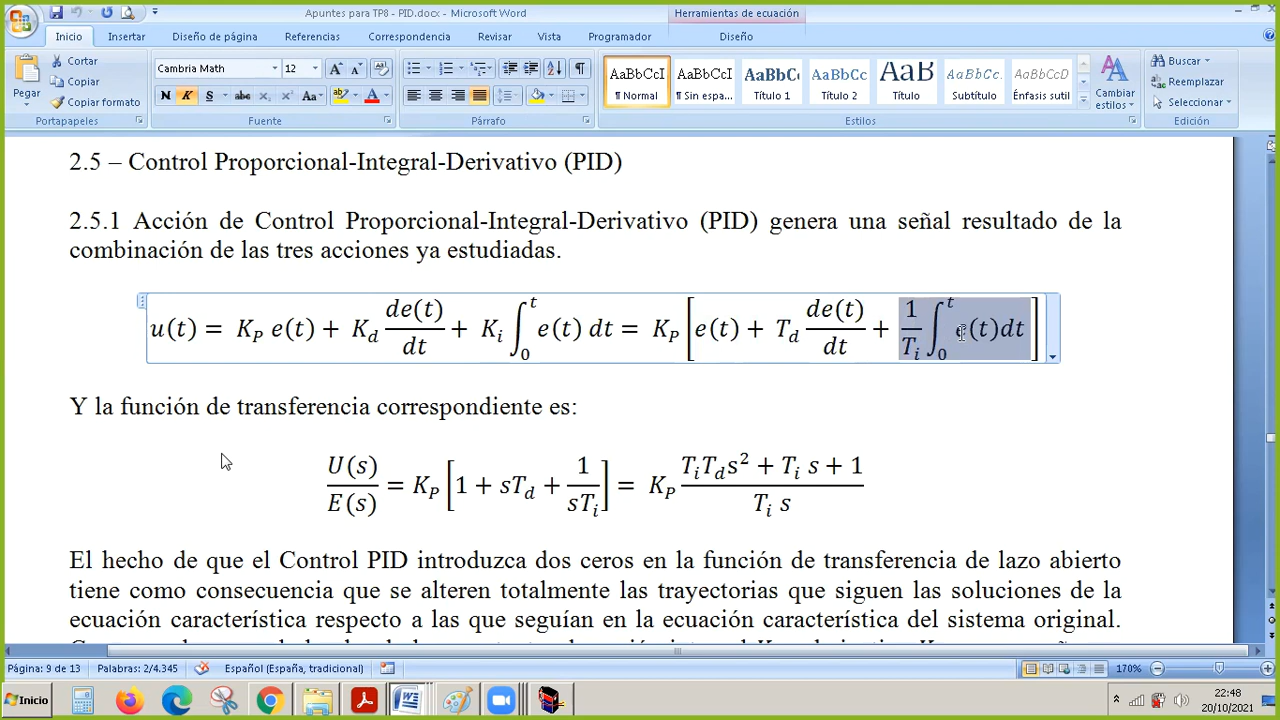 Apuntes para TP8 - PID.docx - Microsoft Word
Herramientas de ecuación
Inicio Insertar Diseño de página Referencias Correspondencia Revisar Vista Programador Diseño
Pegar
Cortar
Copiar
Copiar formato
Cambria Math 12
N K S abc x₂ x² Aa A
AaBbCcI AaBbCcI AaBbC AaBbCc AaB AaBbCc. AaBbCcD
¶ Normal ¶ Sin espa... Título 1 Título 2 Título Subtítulo Énfasis sutil
Cambiar estilos
Buscar
Reemplazar
Seleccionar
Portapapeles Fuente Párrafo Estilos Edición
2.5 – Control Proporcional-Integral-Derivativo (PID)
2.5.1 Acción de Control Proporcional-Integral-Derivativo (PID) genera una señal resultado de la
combinación de las tres acciones ya estudiadas.
u(t) = K_P e(t) + K_d de(t)/dt + K_i ∫₀ᵗ e(t) dt = K_P [e(t) + T_d de(t)/dt + 1/T_i ∫₀ᵗ e(t)dt]
Y la función de transferencia correspondiente es:
U(s)/E(s) = K_P [1 + sT_d + 1/sT_i] = K_P (T_iT_ds² + T_i s + 1)/(T_i s)
El hecho de que el Control PID introduzca dos ceros en la función de transferencia de lazo abierto
tiene como consecuencia que se alteren totalmente las trayectorias que siguen las soluciones de la
ecuación característica respecto a las que seguían en la ecuación característica del sistema original.
Página: 9 de 13 Palabras: 2/4.345 Español (España, tradicional) 170%
Inicio
22:48
20/10/2021